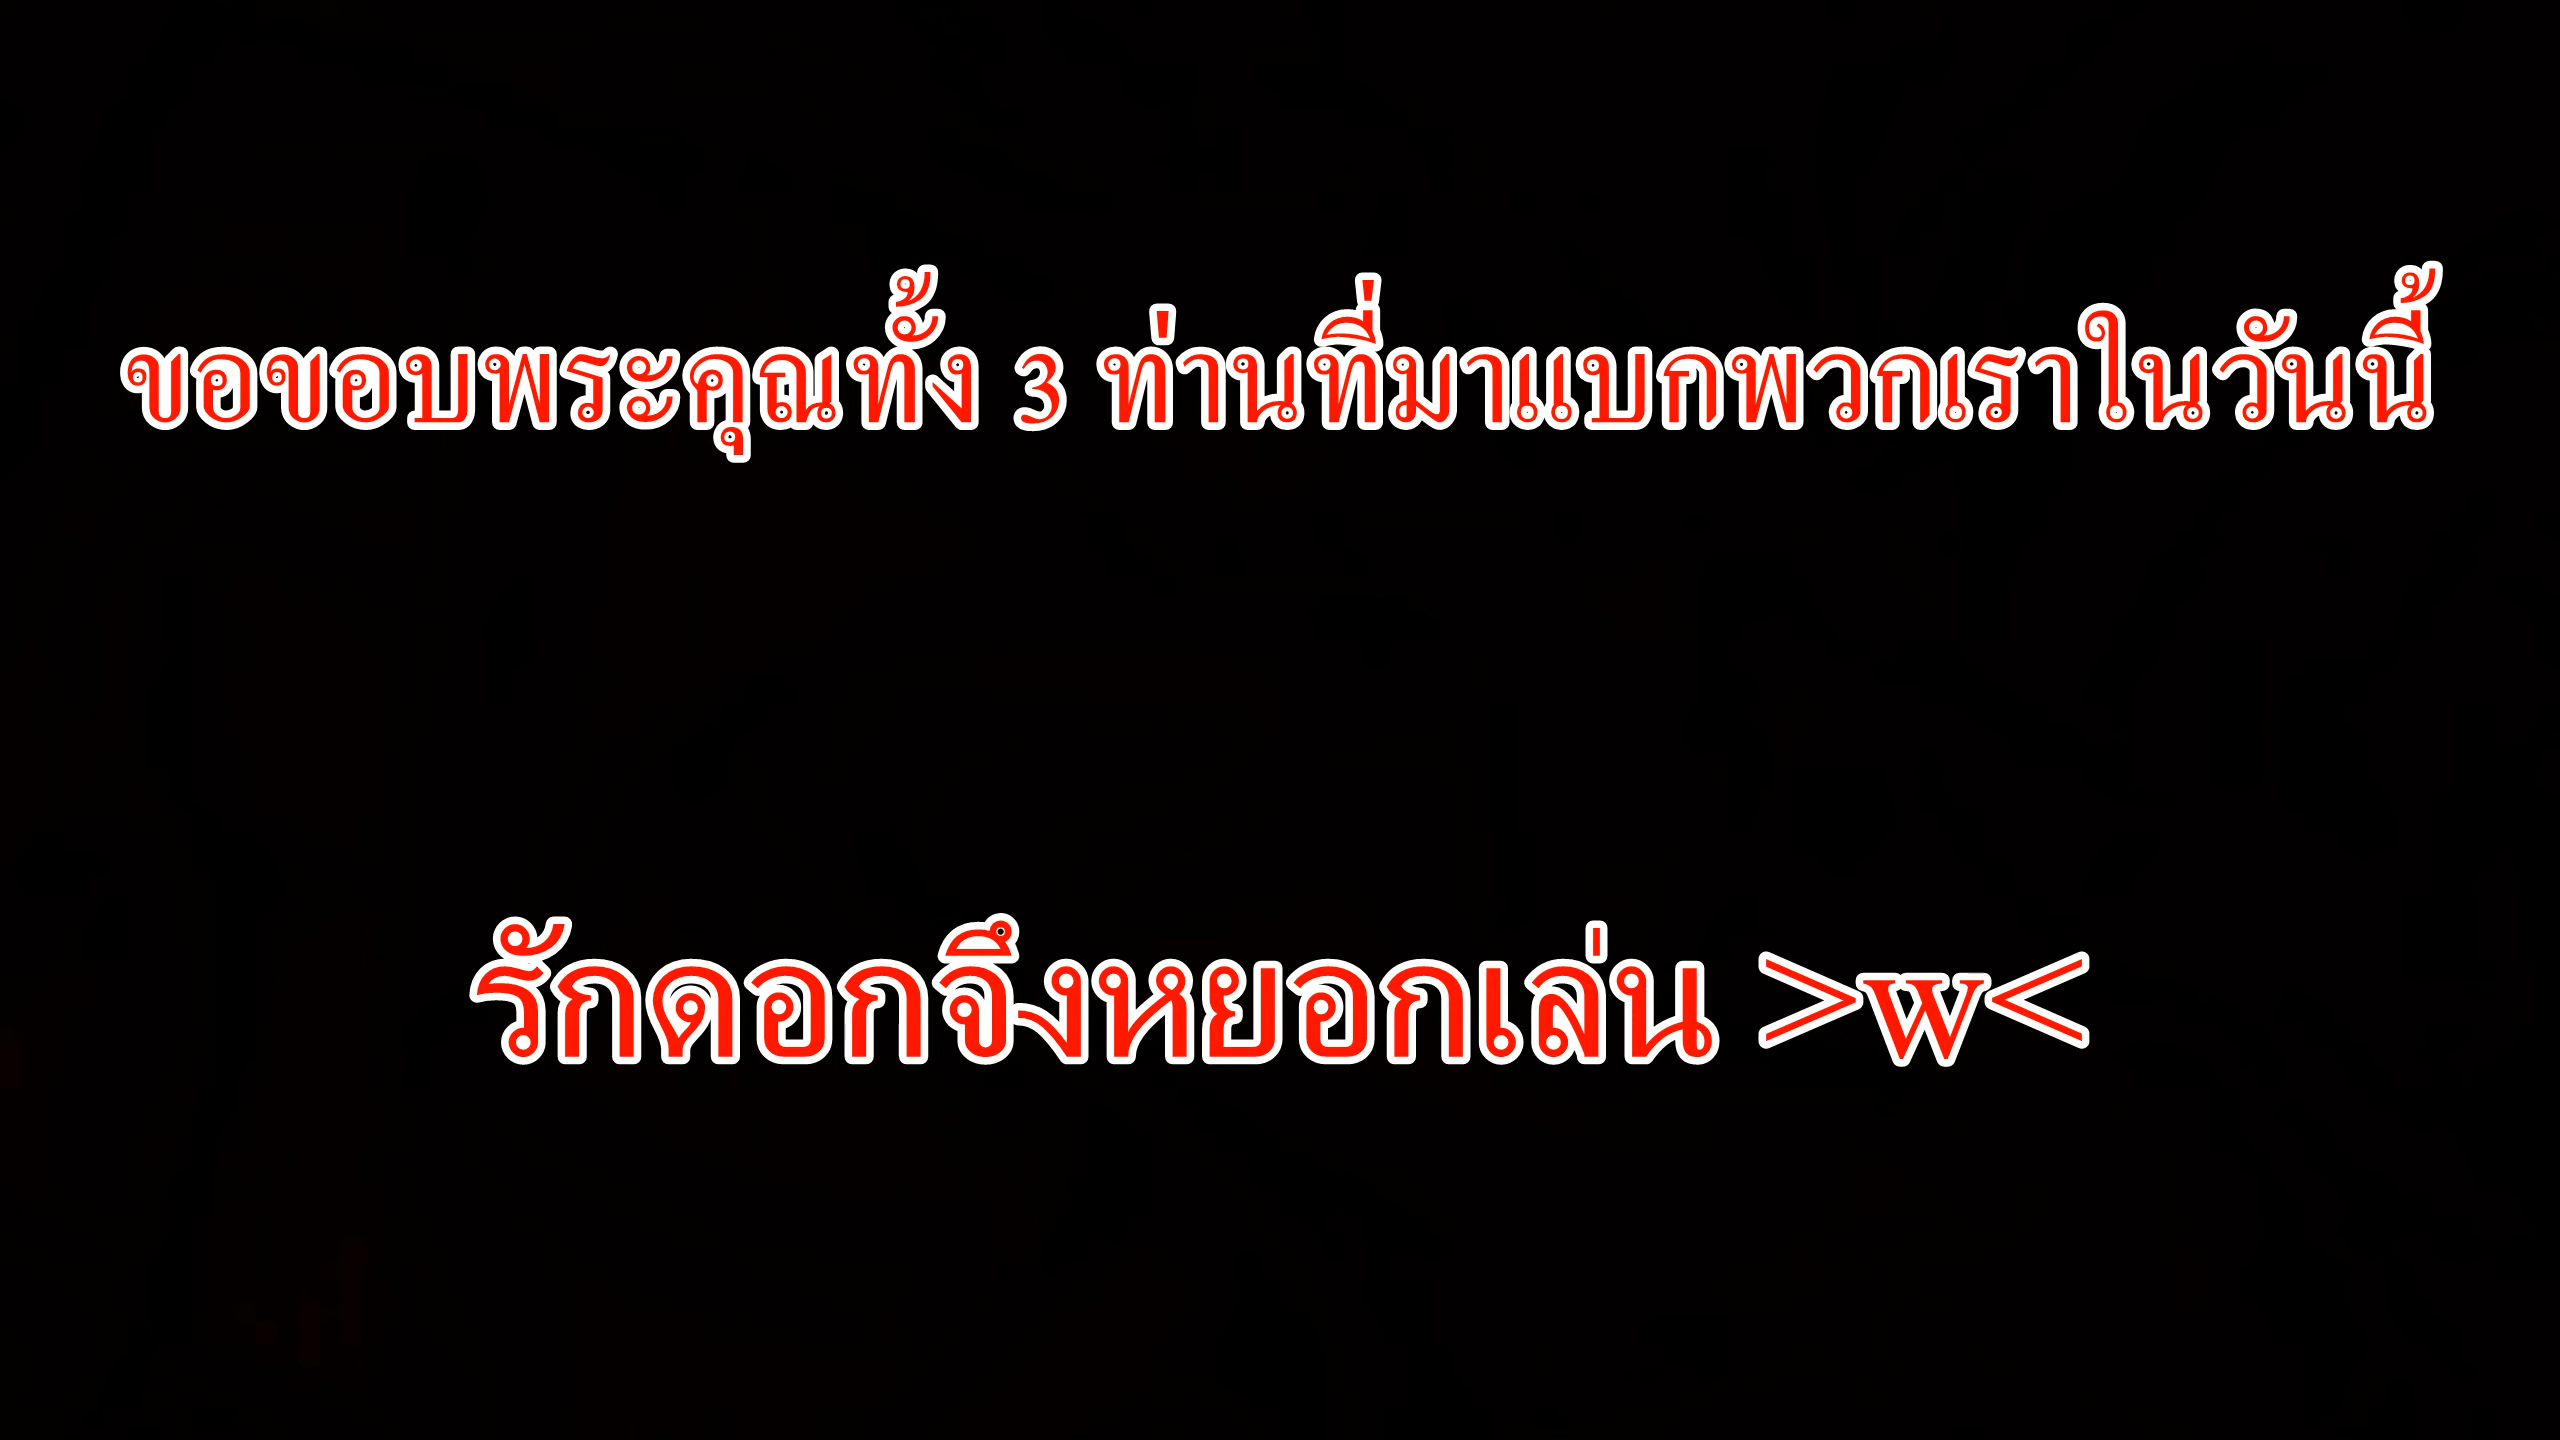 ขอขอบพระคุณทั้ง 3 ท่านที่มาแบกพวกเราในวันนี้
รักดอกจึงหยอกเล่น >w<